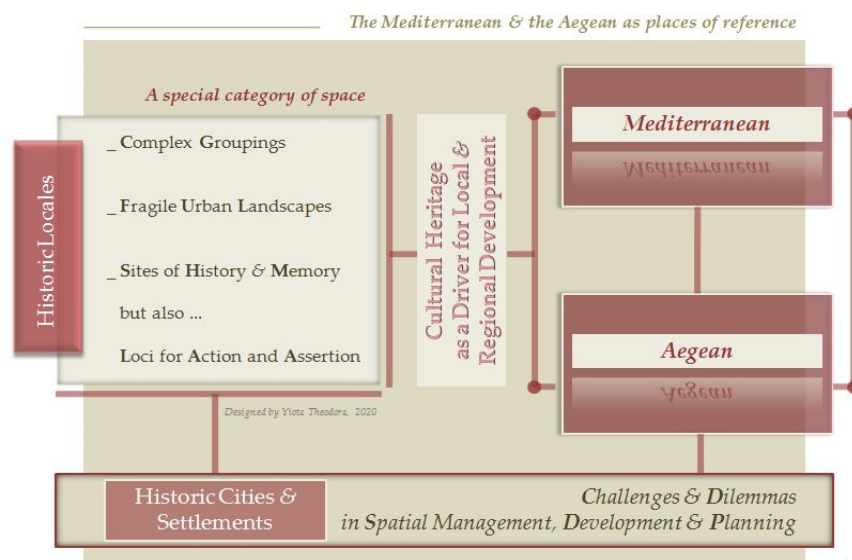 The Mediterranean & the Aegean as places of reference
A special category of space
Historic Locales
_ Complex Groupings
_ Fragile Urban Landscapes
_ Sites of History & Memory
but also ...
Loci for Action and Assertion
Designed by Yiota Theodora, 2020
Cultural Heritage
as a Driver for Local &
Regional Development
Mediterranean
Mediterranean
Aegean
Aegean
Historic Cities &
Settlements
Challenges & Dilemmas
in Spatial Management, Development & Planning